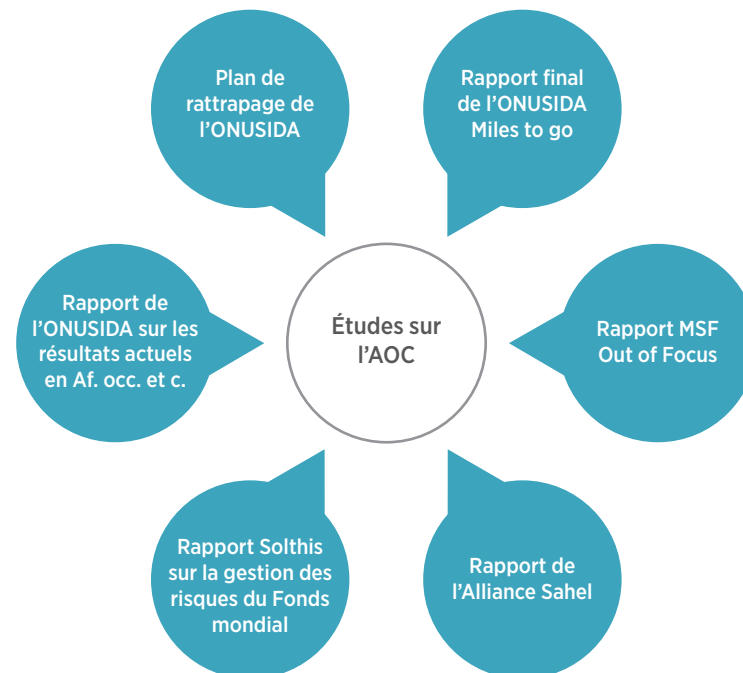 Plan de
rattrapage de
l’ONUSIDA
Rapport final
de l’ONUSIDA
Miles to go
Rapport de
l’ONUSIDA sur les
résultats actuels
en Af. occ. et c.
Études sur
l’AOC
Rapport MSF
Out of Focus
Rapport Solthis
sur la gestion des
risques du Fonds
mondial
Rapport de
l’Alliance Sahel